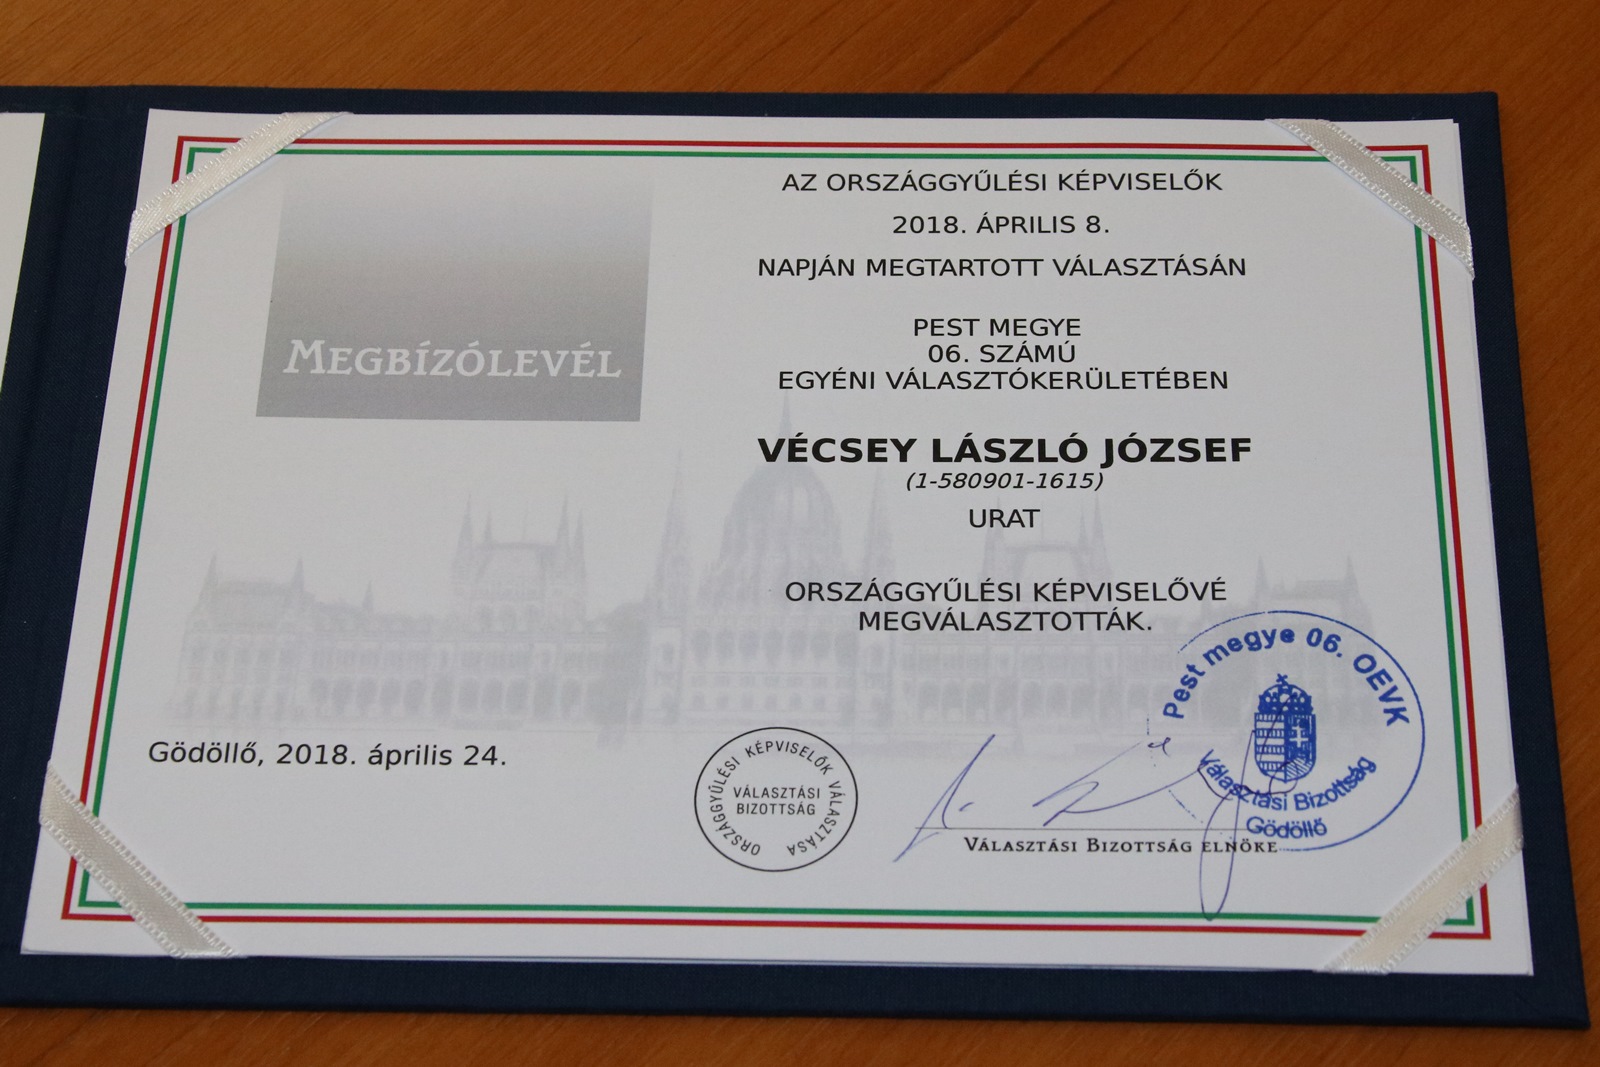 MEGBÍZÓLEVÉL
AZ ORSZÁGGYŰLÉSI KÉPVISELŐK
2018. ÁPRILIS 8.
NAPJÁN MEGTARTOTT VÁLASZTÁSÁN
PEST MEGYE
06. SZÁMÚ
EGYÉNI VÁLASZTÓKERÜLETÉBEN
VÉCSEY LÁSZLÓ JÓZSEF
(1-580901-1615)
URAT
ORSZÁGGYŰLÉSI KÉPVISELŐVÉ
MEGVÁLASZTOTTÁK.
Gödöllő, 2018. április 24.
ORSZÁGGYŰLÉSI KÉPVISELŐK VÁLASZTÁSA
VÁLASZTÁSI
BIZOTTSÁG
VÁLASZTÁSI BIZOTTSÁG ELNÖKE
Pest megye 06. OEVK
Választási Bizottság
Gödöllő